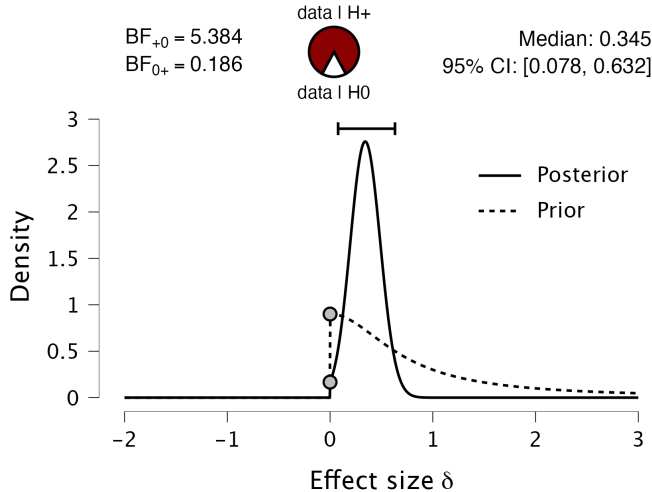 data | H+
BF+0 = 5.384
BF0+ = 0.186
Median: 0.345
95% CI: [0.078, 0.632]
data | H0
Posterior
Prior
Density
3
2.5
2
1.5
1
0.5
0
-2
-1
0
1
2
3
Effect size δ